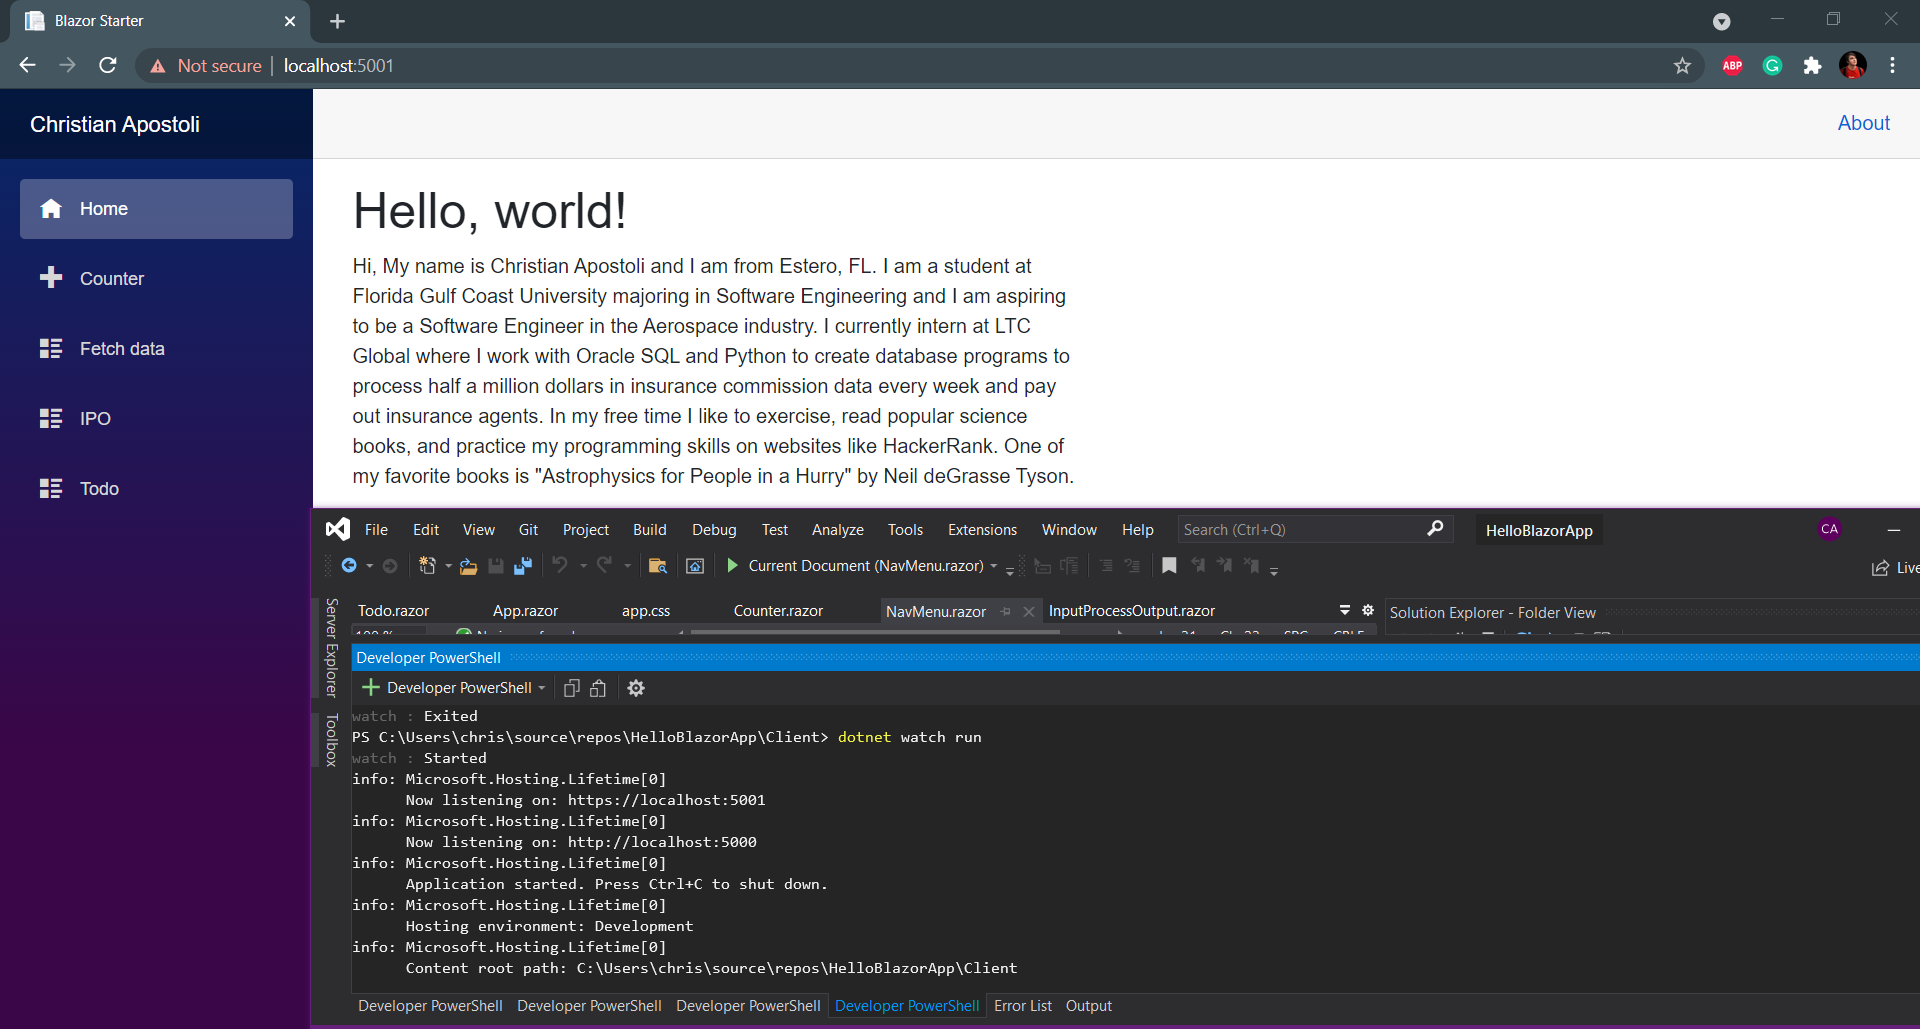 Blazor Starter
Not secure | localhost:5001
ABP
Christian Apostoli
About
Home
Counter
Fetch data
IPO
Todo
Hello, world!
Hi, My name is Christian Apostoli and I am from Estero, FL. I am a student at
Florida Gulf Coast University majoring in Software Engineering and I am aspiring
to be a Software Engineer in the Aerospace industry. I currently intern at LTC
Global where I work with Oracle SQL and Python to create database programs to
process half a million dollars in insurance commission data every week and pay
out insurance agents. In my free time I like to exercise, read popular science
books, and practice my programming skills on websites like HackerRank. One of
my favorite books is "Astrophysics for People in a Hurry" by Neil deGrasse Tyson.
File Edit View Git Project Build Debug Test Analyze Tools Extensions Window Help Search (Ctrl+Q) HelloBlazorApp CA
Current Document (NavMenu.razor) Live
Server Explorer
Toolbox
Todo.razor App.razor app.css Counter.razor NavMenu.razor InputProcessOutput.razor
Solution Explorer - Folder View
Developer PowerShell
Developer PowerShell
watch : Exited
PS C:\Users\chris\source\repos\HelloBlazorApp\Client> dotnet watch run
watch : Started
info: Microsoft.Hosting.Lifetime[0]
Now listening on: https://localhost:5001
info: Microsoft.Hosting.Lifetime[0]
Now listening on: http://localhost:5000
info: Microsoft.Hosting.Lifetime[0]
Application started. Press Ctrl+C to shut down.
info: Microsoft.Hosting.Lifetime[0]
Hosting environment: Development
info: Microsoft.Hosting.Lifetime[0]
Content root path: C:\Users\chris\source\repos\HelloBlazorApp\Client
Developer PowerShell Developer PowerShell Developer PowerShell Developer PowerShell Error List Output